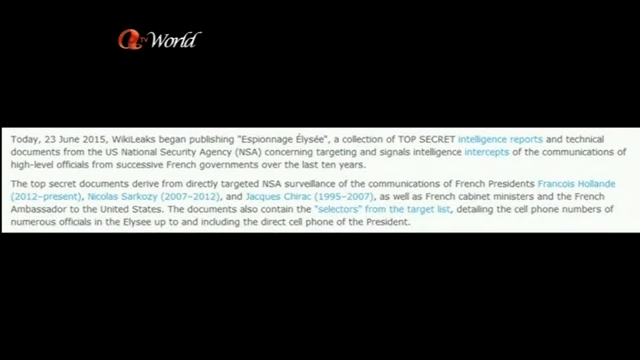 QTV World
Today, 23 June 2015, WikiLeaks began publishing "Espionnage Élysée", a collection of TOP SECRET intelligence reports and technical
documents from the US National Security Agency (NSA) concerning targeting and signals intelligence intercepts of the communications of
high-level officials from successive French governments over the last ten years.
The top secret documents derive from directly targeted NSA surveillance of the communications of French Presidents Francois Hollande
(2012–present), Nicolas Sarkozy (2007–2012), and Jacques Chirac (1995–2007), as well as French cabinet ministers and the French
Ambassador to the United States. The documents also contain the "selectors" from the target list, detailing the cell phone numbers of
numerous officials in the Elysee up to and including the direct cell phone of the President.